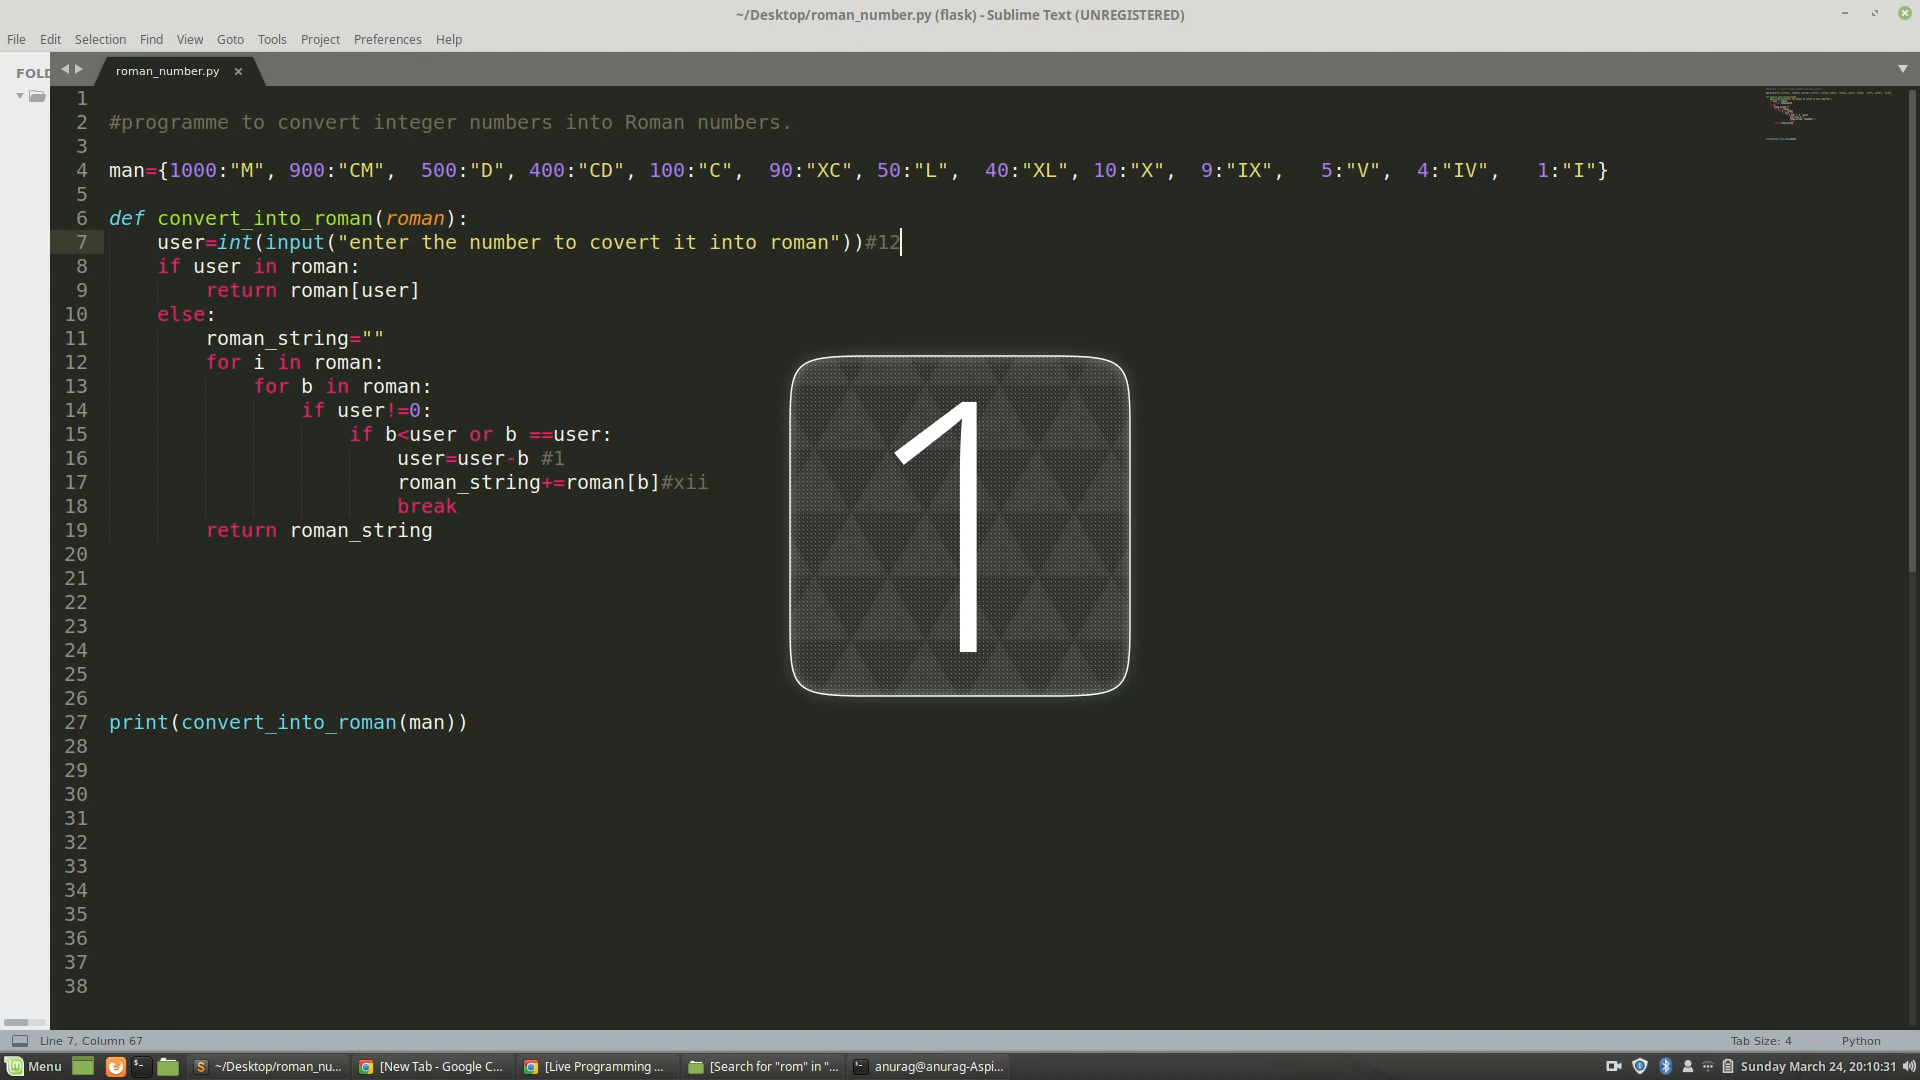 ~/Desktop/roman_number.py (flask) - Sublime Text (UNREGISTERED)
File Edit Selection Find View Goto Tools Project Preferences Help
FOLD
roman_number.py
1
2 #programme to convert integer numbers into Roman numbers.
3
4 man={1000:"M", 900:"CM",  500:"D", 400:"CD", 100:"C",  90:"XC", 50:"L",  40:"XL", 10:"X",  9:"IX",   5:"V",  4:"IV",   1:"I"}
5
6 def convert_into_roman(roman):
7     user=int(input("enter the number to covert it into roman"))#12
8     if user in roman:
9         return roman[user]
10     else:
11         roman_string=""
12         for i in roman:
13             for b in roman:
14                 if user!=0:
15                     if b<user or b ==user:
16                         user=user-b #1
17                         roman_string+=roman[b]#xii
18                         break
19         return roman_string
20
21
22
23
24
25
26
27 print(convert_into_roman(man))
28
29
30
31
32
33
34
35
36
37
38
1
Line 7, Column 67 Tab Size: 4 Python
Menu ~/Desktop/roman_nu... [New Tab - Google C... [Live Programming ... [Search for "rom" in "... anurag@anurag-Aspi... Sunday March 24, 20:10:31